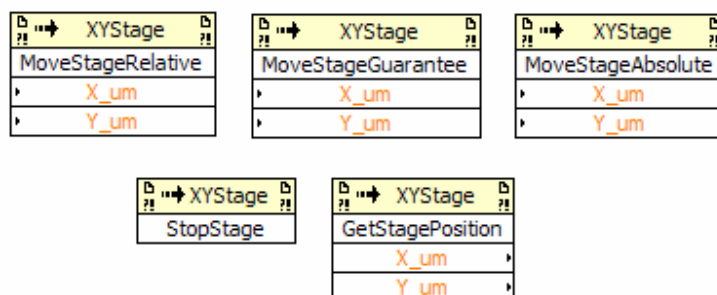 XYStage
MoveStageRelative
X_um
Y_um
XYStage
MoveStageGuarantee
X_um
Y_um
XYStage
MoveStageAbsolute
X_um
Y_um
XYStage
StopStage
XYStage
GetStagePosition
X_um
Y_um